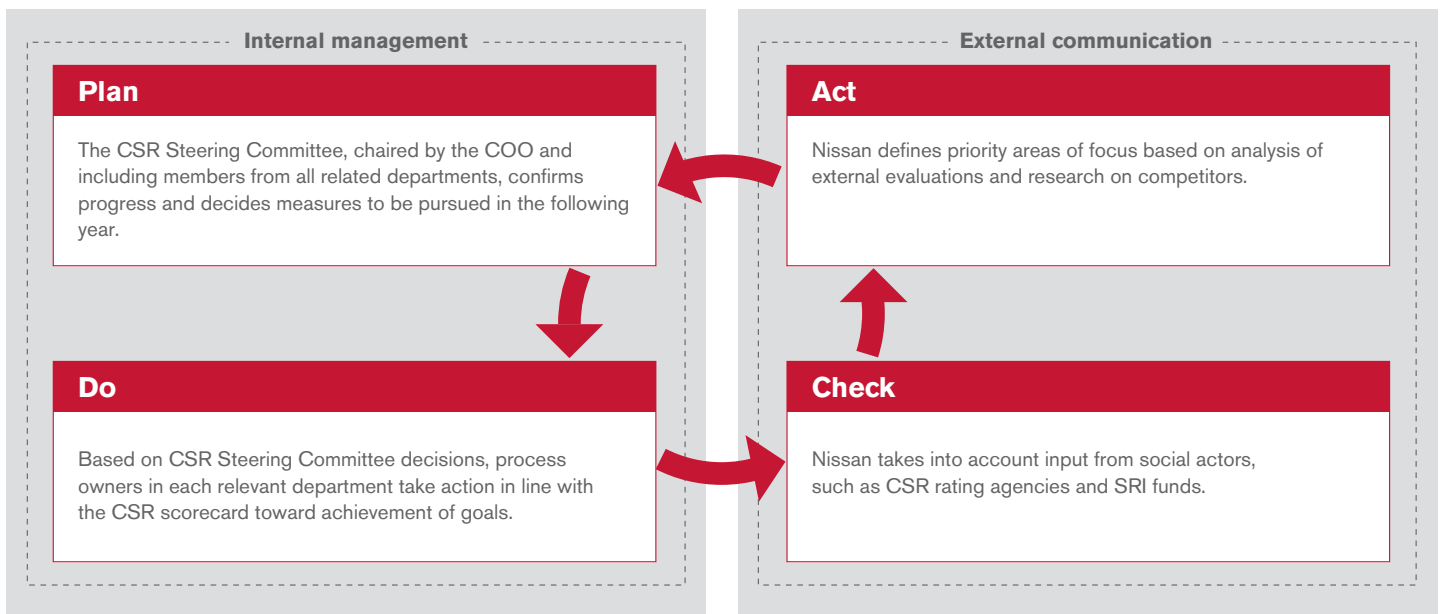 Internal management
Plan
The CSR Steering Committee, chaired by the COO and
including members from all related departments, confirms
progress and decides measures to be pursued in the following
year.
Do
Based on CSR Steering Committee decisions, process
owners in each relevant department take action in line with
the CSR scorecard toward achievement of goals.
External communication
Act
Nissan defines priority areas of focus based on analysis of
external evaluations and research on competitors.
Check
Nissan takes into account input from social actors,
such as CSR rating agencies and SRI funds.